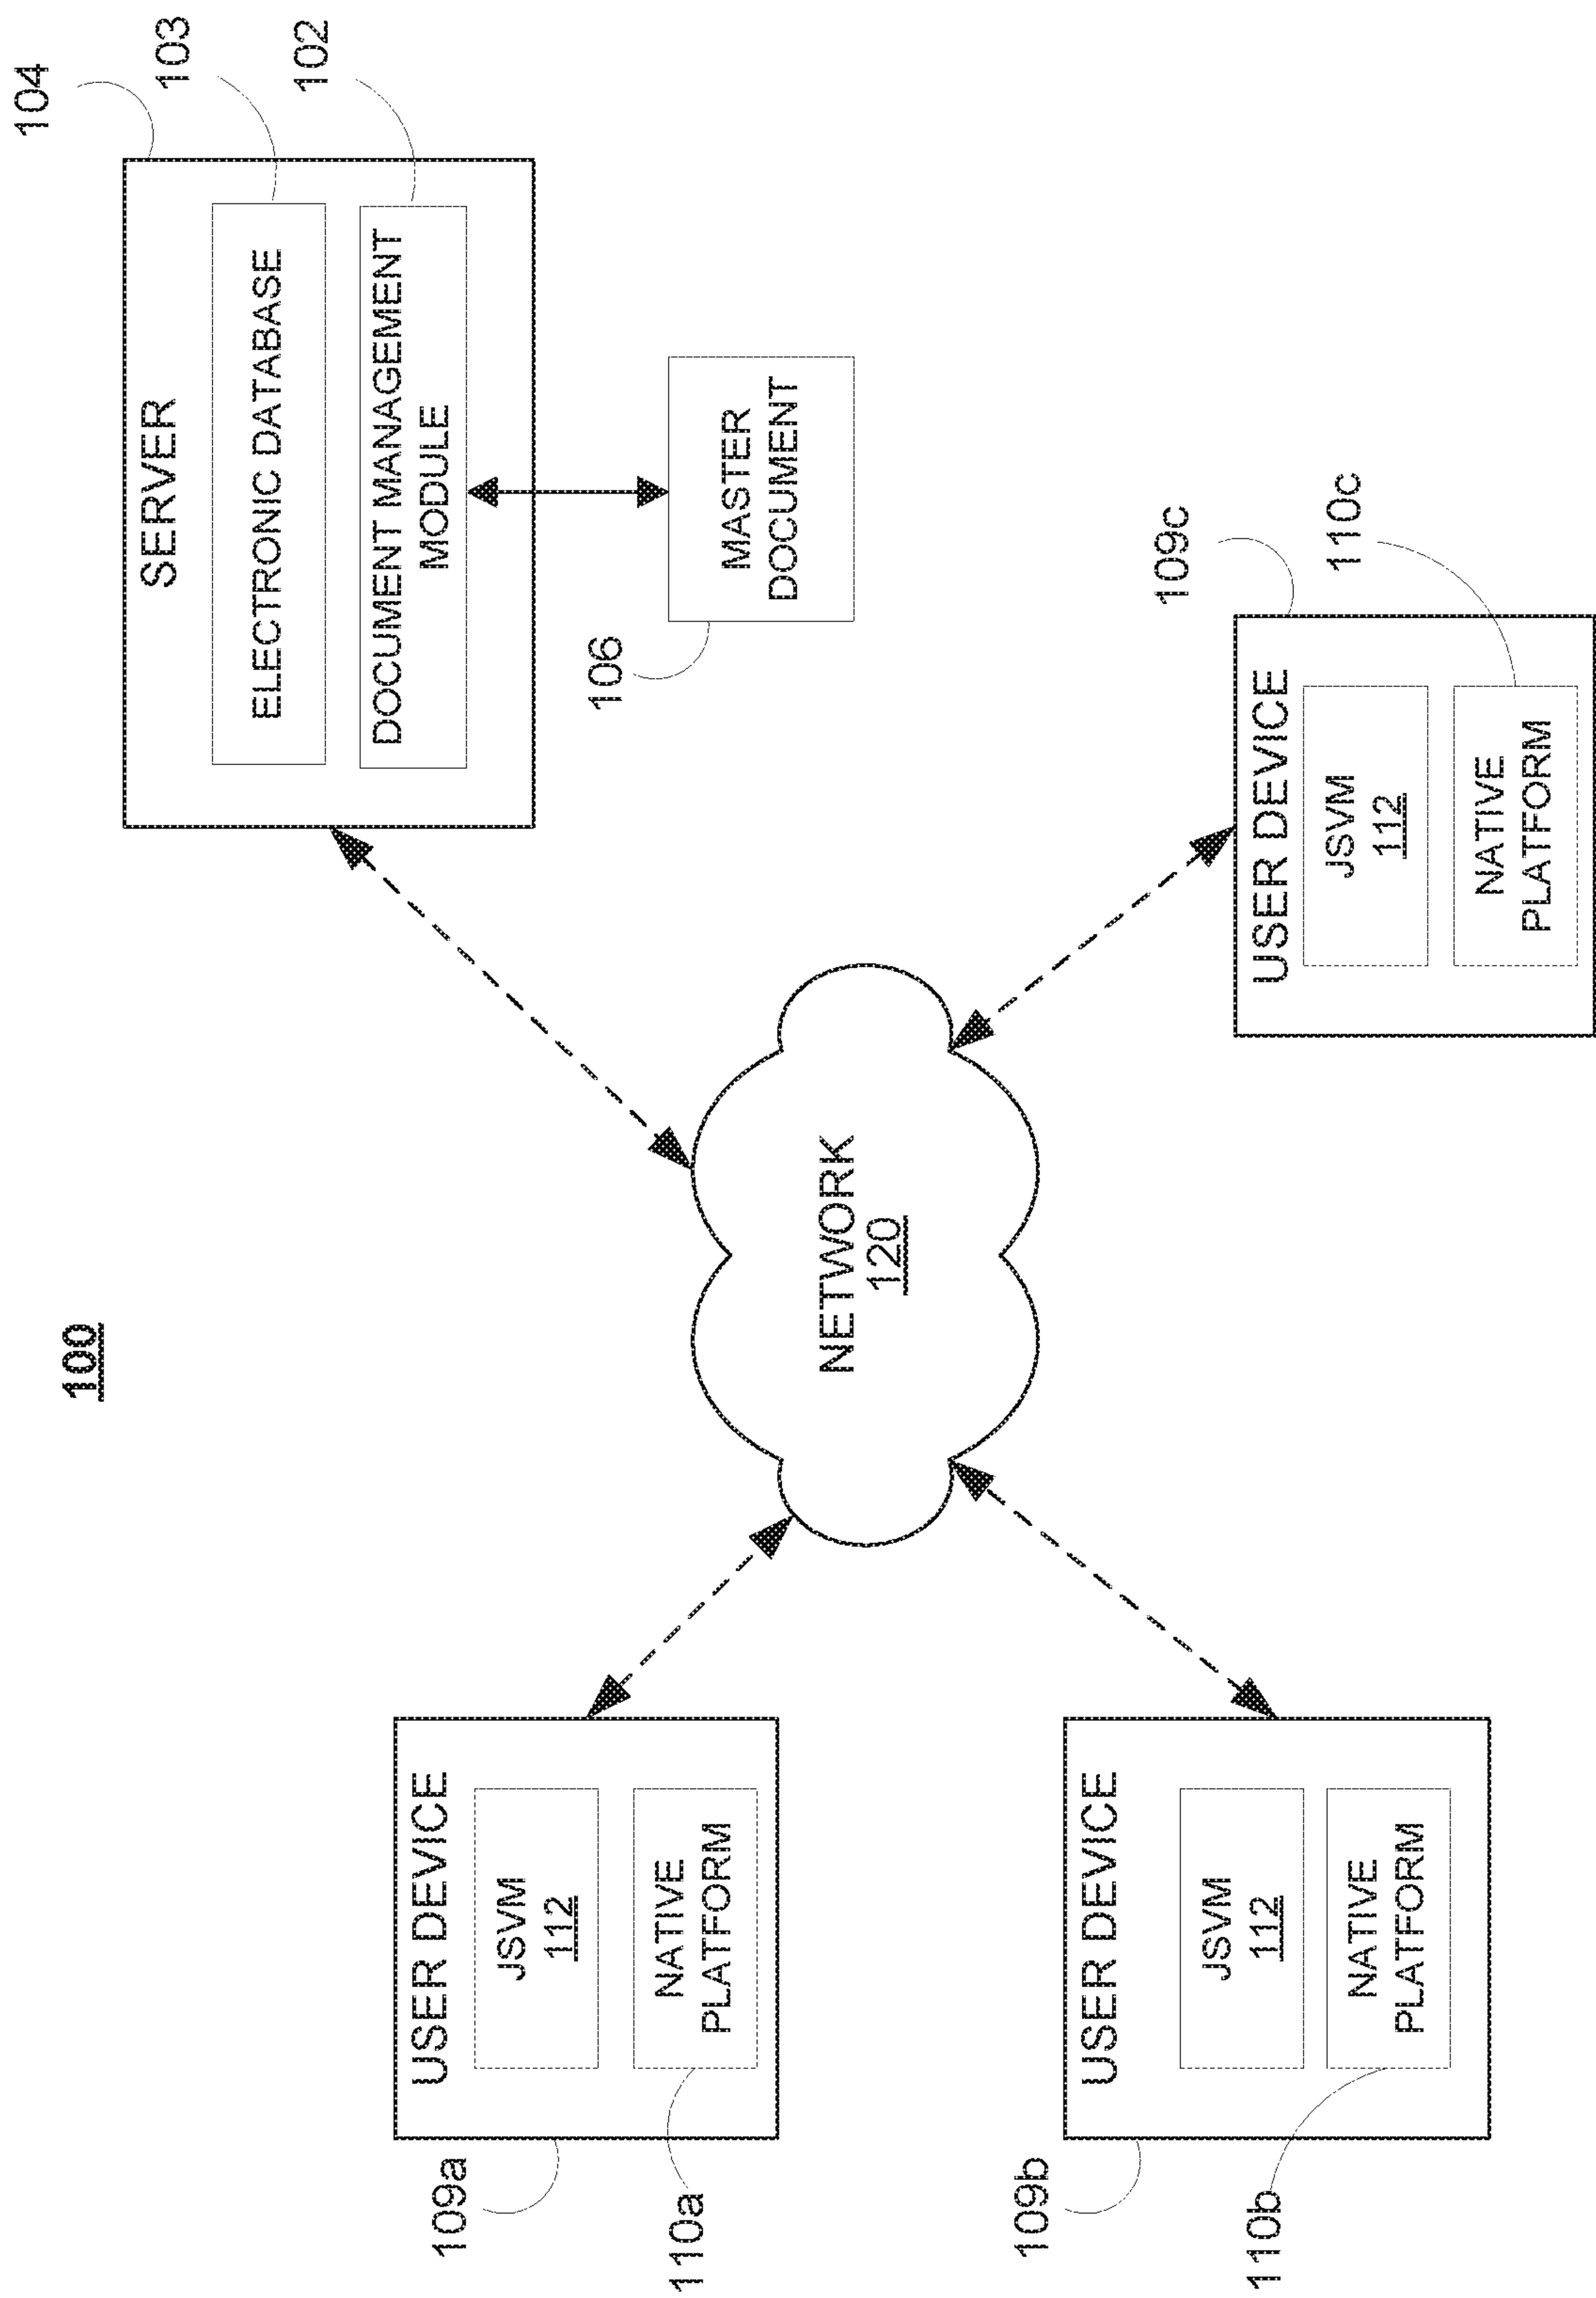 100
104
103
102
SERVER
ELECTRONIC DATABASE
DOCUMENT MANAGEMENT
MODULE
106
MASTER
DOCUMENT
109a
USER DEVICE
JSVM
112
NATIVE
PLATFORM
110a
NETWORK
120
109b
USER DEVICE
JSVM
112
NATIVE
PLATFORM
110b
109c
USER DEVICE
JSVM
112
NATIVE
PLATFORM
110c